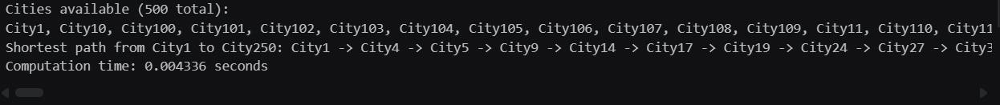 Cities available (500 total):
City1, City10, City100, City101, City102, City103, City104, City105, City106, City107, City108, City109, City11, City110, City11
Shortest path from City1 to City250: City1 -> City4 -> City5 -> City9 -> City14 -> City17 -> City19 -> City24 -> City27 -> City3
Computation time: 0.004336 seconds